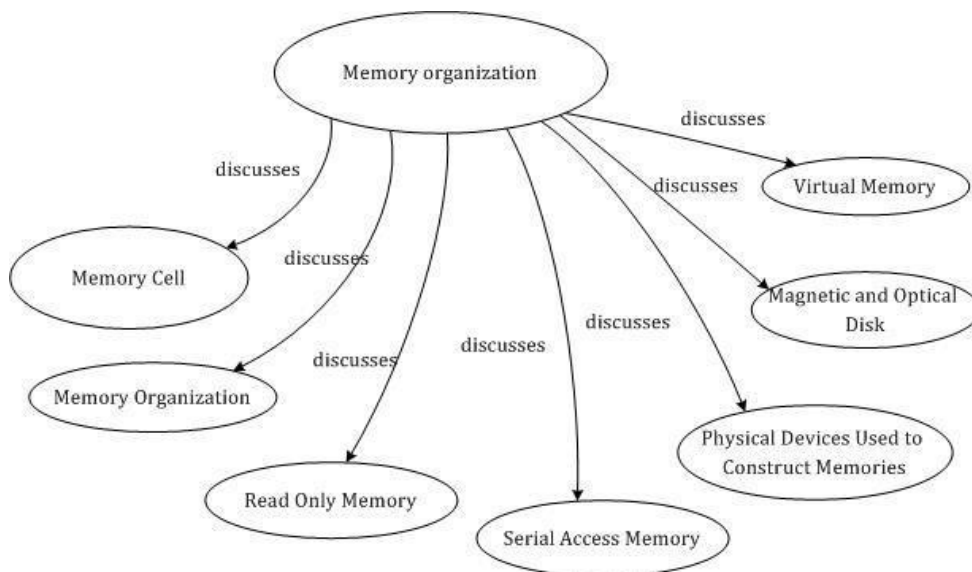 Memory organization
discusses
discusses
Virtual Memory
discusses
discusses
Memory Cell
Magnetic and Optical
Disk
discusses
discusses
discusses
Memory Organization
Physical Devices Used to
Construct Memories
Read Only Memory
Serial Access Memory